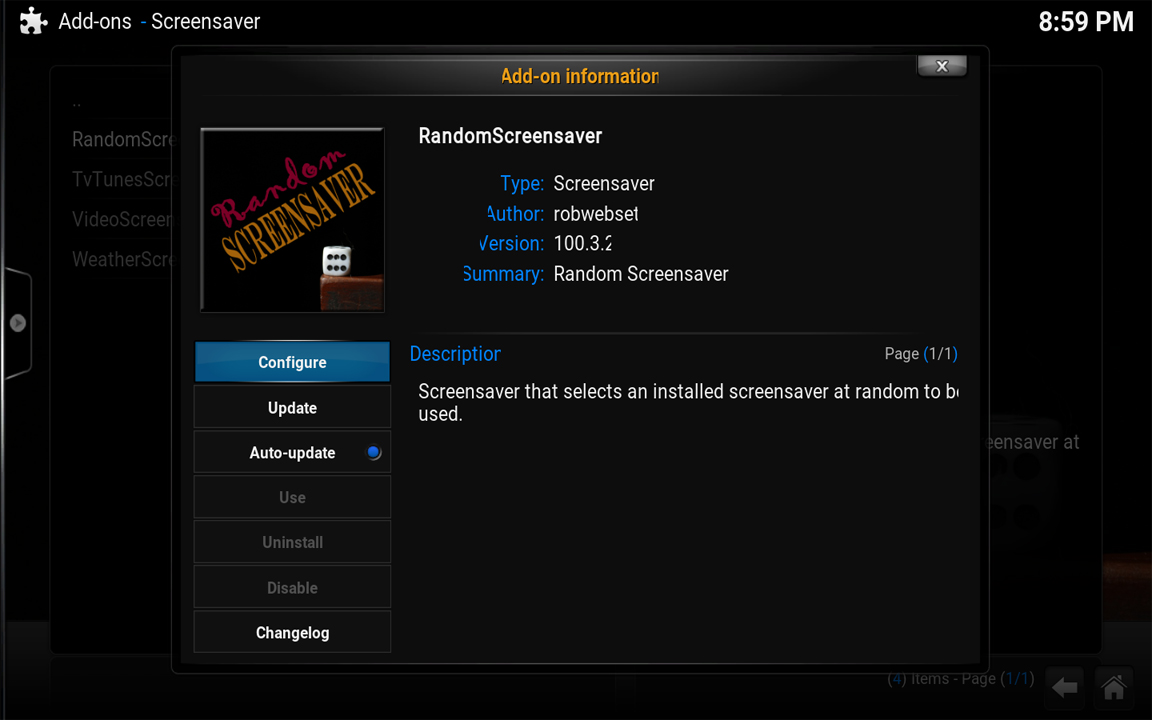 Add-ons - Screensaver
8:59 PM
Add-on information
x
..
RandomScre
TvTunesScr
VideoScreen
WeatherScre
Random
SCREENSAVER
RandomScreensaver
Type: Screensaver
Author: robwebset
Version: 100.3.2
Summary: Random Screensaver
Configure
Update
Auto-update
Use
Uninstall
Disable
Changelog
Description
Page (1/1)
Screensaver that selects an installed screensaver at random to be
used.
eensaver at
(4) Items - Page (1/1)